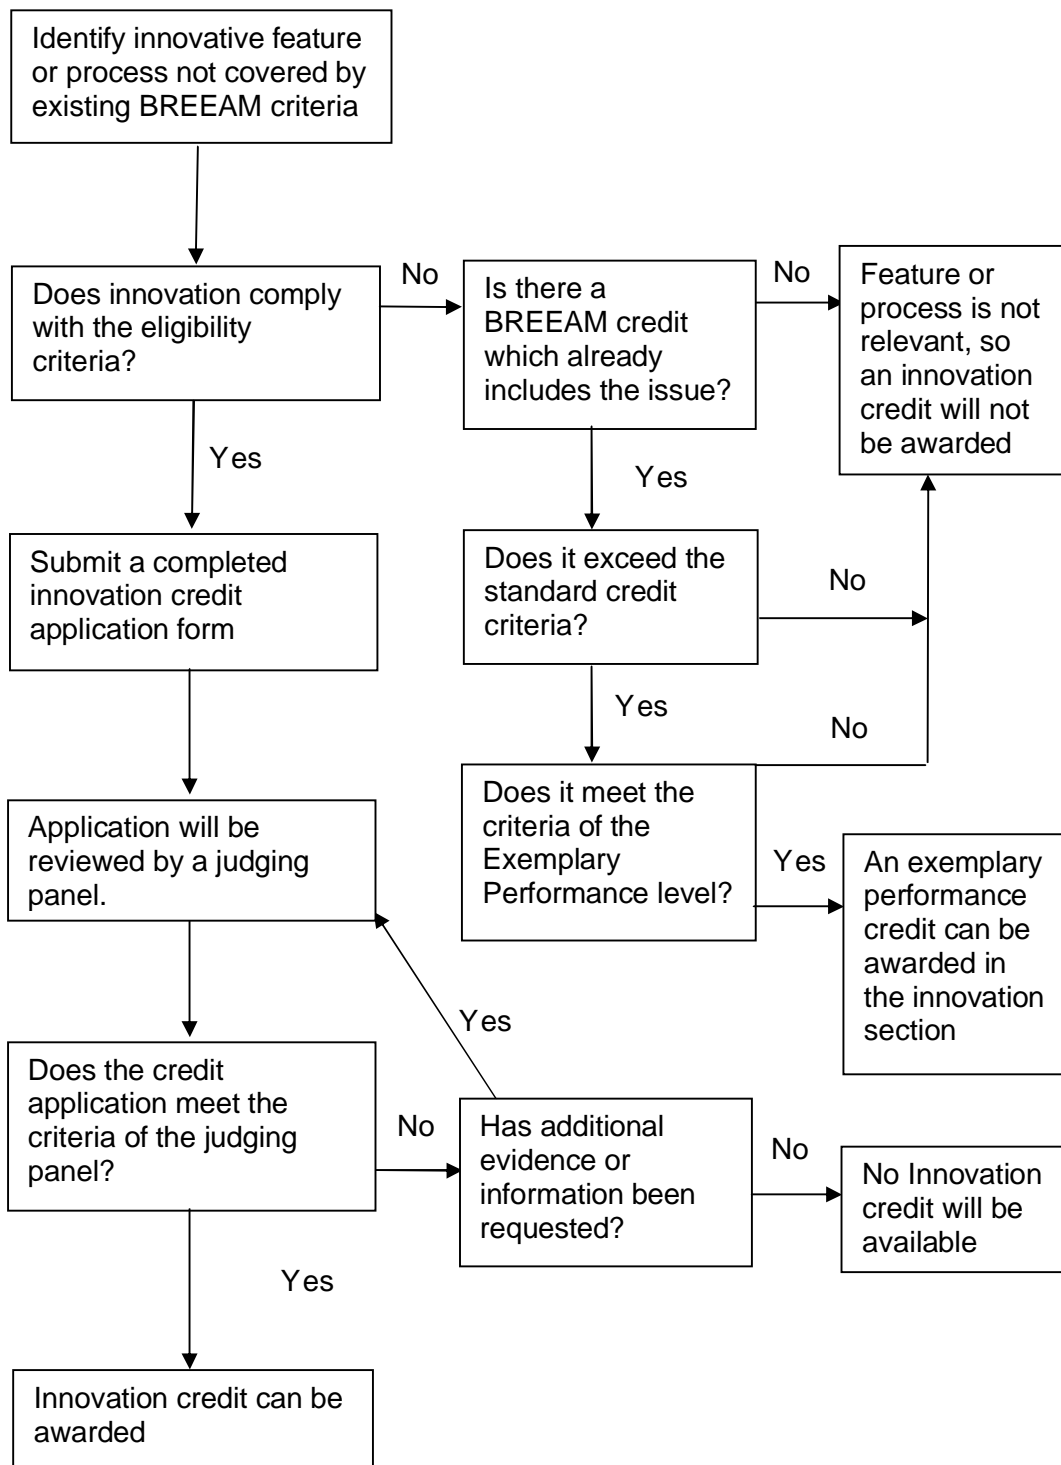 Identify innovative feature
or process not covered by
existing BREEAM criteria
Does innovation comply
with the eligibility
criteria?
No
Is there a
BREEAM credit
which already
includes the issue?
No
Feature or
process is not
relevant, so
an innovation
credit will not
be awarded
Yes
Yes
Submit a completed
innovation credit
application form
Does it exceed the
standard credit
criteria?
No
Yes
No
Application will be
reviewed by a judging
panel.
Does it meet the
criteria of the
Exemplary
Performance level?
Yes
An exemplary
performance
credit can be
awarded in
the innovation
section
Yes
Does the credit
application meet the
criteria of the judging
panel?
No
Has additional
evidence or
information been
requested?
No
No Innovation
credit will be
available
Yes
Innovation credit can be
awarded